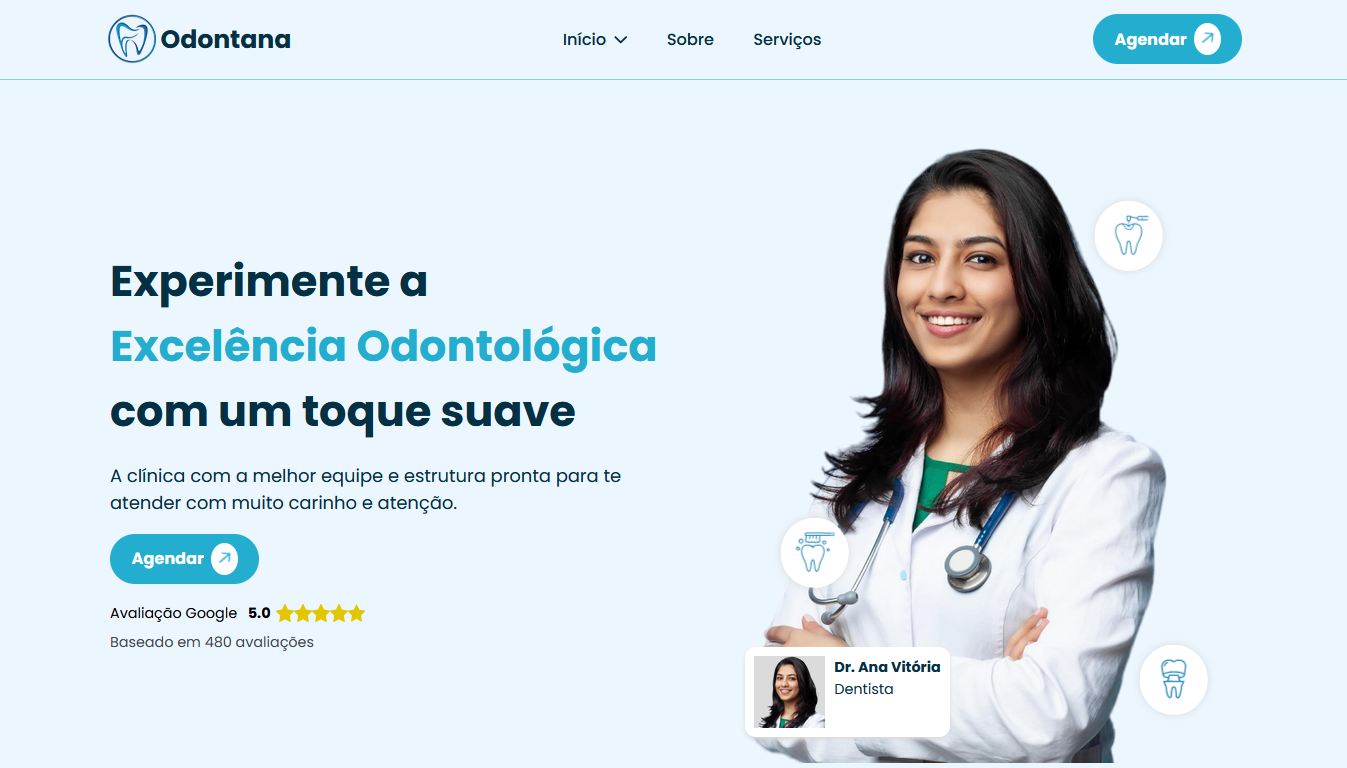 Odontana
Início
Sobre
Serviços
Agendar
Experimente a
Excelência Odontológica
com um toque suave
A clínica com a melhor equipe e estrutura pronta para te
atender com muito carinho e atenção.
Agendar
Avaliação Google 5.0
Baseado em 480 avaliações
Dr. Ana Vitória
Dentista